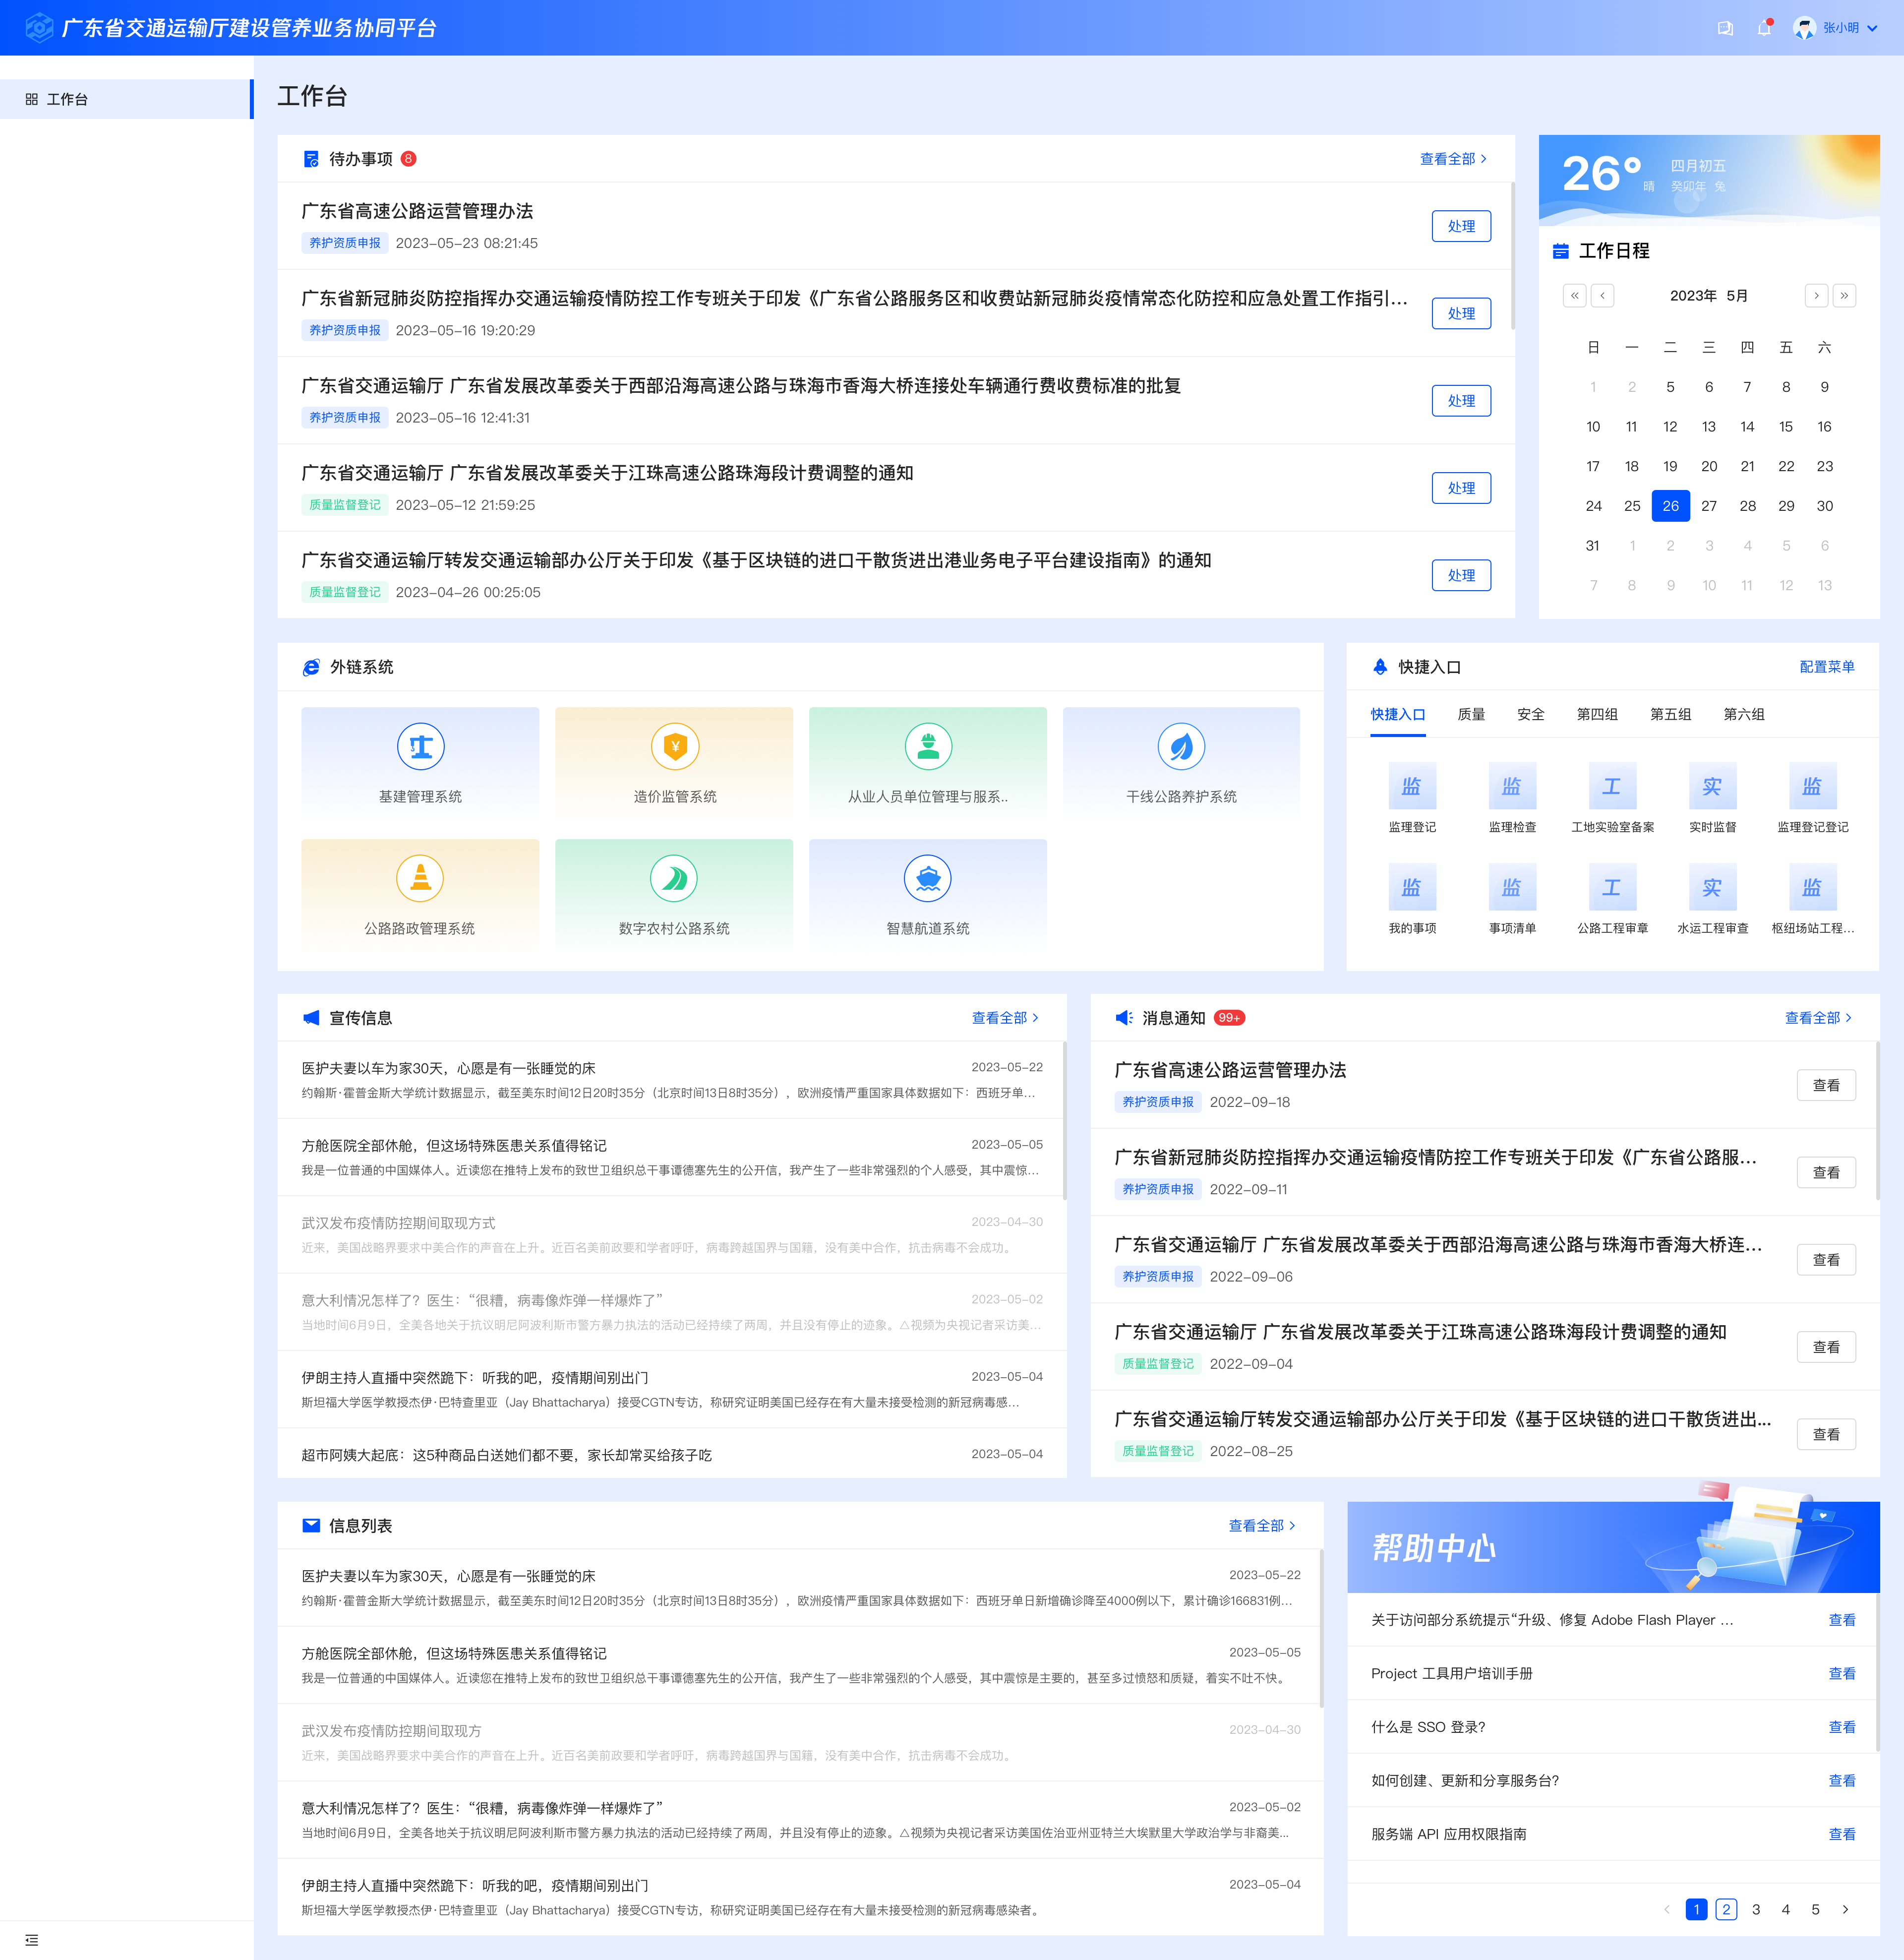 广东省交通运输厅建设管养业务协同平台
张小明
工作台
工作台
待办事项 8
查看全部
广东省高速公路运营管理办法
养护资质申报 2023-05-23 08:21:45
处理
广东省新冠肺炎防控指挥办交通运输疫情防控工作专班关于印发《广东省公路服务区和收费站新冠肺炎疫情常态化防控和应急处置工作指引...
养护资质申报 2023-05-16 19:20:29
处理
广东省交通运输厅 广东省发展改革委关于西部沿海高速公路与珠海市香海大桥连接处车辆通行费收费标准的批复
养护资质申报 2023-05-16 12:41:31
处理
广东省交通运输厅 广东省发展改革委关于江珠高速公路珠海段计费调整的通知
质量监督登记 2023-05-12 21:59:25
处理
广东省交通运输厅转发交通运输部办公厅关于印发《基于区块链的进口干散货进出港业务电子平台建设指南》的通知
质量监督登记 2023-04-26 00:25:05
处理
26° 晴
四月初五
癸卯年 兔
工作日程
2023年 5月
日 一 二 三 四 五 六
1 2 5 6 7 8 9
10 11 12 13 14 15 16
17 18 19 20 21 22 23
24 25 26 27 28 29 30
31 1 2 3 4 5 6
7 8 9 10 11 12 13
外链系统
基建管理系统
造价监管系统
从业人员单位管理与服系..
干线公路养护系统
公路路政管理系统
数字农村公路系统
智慧航道系统
快捷入口
配置菜单
快捷入口 质量 安全 第四组 第五组 第六组
监 监 工 实 监
监理登记 监理检查 工地实验室备案 实时监督 监理登记登记
监 监 工 实 监
我的事项 事项清单 公路工程审章 水运工程审查 枢纽场站工程...
宣传信息
查看全部
医护夫妻以车为家30天，心愿是有一张睡觉的床 2023-05-22
约翰斯·霍普金斯大学统计数据显示，截至美东时间12日20时35分（北京时间13日8时35分），欧洲疫情严重国家具体数据如下：西班牙单...
方舱医院全部休舱，但这场特殊医患关系值得铭记 2023-05-05
我是一位普通的中国媒体人。近读您在推特上发布的致世卫组织总干事谭德塞先生的公开信，我产生了一些非常强烈的个人感受，其中震惊...
武汉发布疫情防控期间取现方式 2023-04-30
近来，美国战略界要求中美合作的声音在上升。近百名美前政要和学者呼吁，病毒跨越国界与国籍，没有美中合作，抗击病毒不会成功。
意大利情况怎样了？医生：“很糟，病毒像炸弹一样爆炸了” 2023-05-02
当地时间6月9日，全美各地关于抗议明尼阿波利斯市警方暴力执法的活动已经持续了两周，并且没有停止的迹象。△视频为央视记者采访美...
伊朗主持人直播中突然跪下：听我的吧，疫情期间别出门 2023-05-04
斯坦福大学医学教授杰伊·巴特查里亚（Jay Bhattacharya）接受CGTN专访，称研究证明美国已经存在有大量未接受检测的新冠病毒感...
超市阿姨大起底：这5种商品白送她们都不要，家长却常买给孩子吃 2023-05-04
消息通知 99+
查看全部
广东省高速公路运营管理办法
养护资质申报 2022-09-18
查看
广东省新冠肺炎防控指挥办交通运输疫情防控工作专班关于印发《广东省公路服...
养护资质申报 2022-09-11
查看
广东省交通运输厅 广东省发展改革委关于西部沿海高速公路与珠海市香海大桥连...
养护资质申报 2022-09-06
查看
广东省交通运输厅 广东省发展改革委关于江珠高速公路珠海段计费调整的通知
质量监督登记 2022-09-04
查看
广东省交通运输厅转发交通运输部办公厅关于印发《基于区块链的进口干散货进出...
质量监督登记 2022-08-25
查看
信息列表
查看全部
医护夫妻以车为家30天，心愿是有一张睡觉的床 2023-05-22
约翰斯·霍普金斯大学统计数据显示，截至美东时间12日20时35分（北京时间13日8时35分），欧洲疫情严重国家具体数据如下：西班牙单日新增确诊降至4000例以下，累计确诊166831例...
方舱医院全部休舱，但这场特殊医患关系值得铭记 2023-05-05
我是一位普通的中国媒体人。近读您在推特上发布的致世卫组织总干事谭德塞先生的公开信，我产生了一些非常强烈的个人感受，其中震惊是主要的，甚至多过愤怒和质疑，着实不吐不快。
武汉发布疫情防控期间取现方 2023-04-30
近来，美国战略界要求中美合作的声音在上升。近百名美前政要和学者呼吁，病毒跨越国界与国籍，没有美中合作，抗击病毒不会成功。
意大利情况怎样了？医生：“很糟，病毒像炸弹一样爆炸了” 2023-05-02
当地时间6月9日，全美各地关于抗议明尼阿波利斯市警方暴力执法的活动已经持续了两周，并且没有停止的迹象。△视频为央视记者采访美国佐治亚州亚特兰大埃默里大学政治学与非裔美...
伊朗主持人直播中突然跪下：听我的吧，疫情期间别出门 2023-05-04
斯坦福大学医学教授杰伊·巴特查里亚（Jay Bhattacharya）接受CGTN专访，称研究证明美国已经存在有大量未接受检测的新冠病毒感染者。
帮助中心
关于访问部分系统提示“升级、修复 Adobe Flash Player ... 查看
Project 工具用户培训手册 查看
什么是 SSO 登录? 查看
如何创建、更新和分享服务台? 查看
服务端 API 应用权限指南 查看
1 2 3 4 5